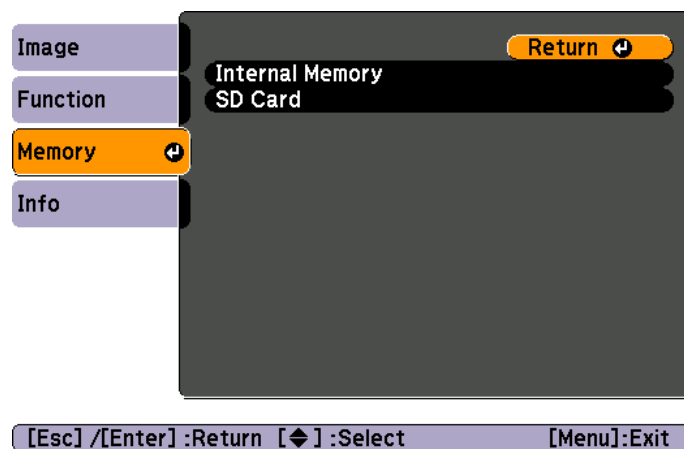 Image
Function
Memory
Info
Return
Internal Memory
SD Card
[Esc] /[Enter] :Return [◆] :Select [Menu]:Exit